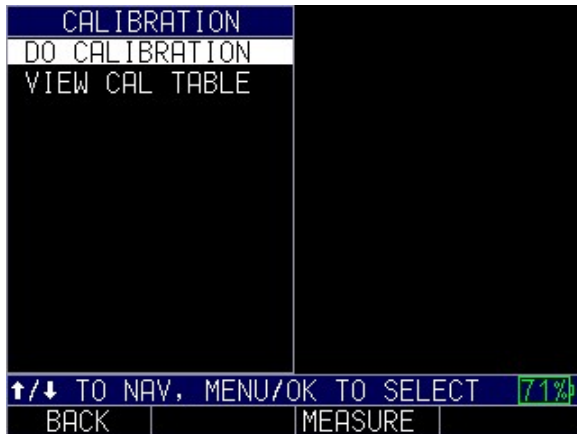 CALIBRATION
DO CALIBRATION
VIEW CAL TABLE
↑/↓ TO NAV, MENU/OK TO SELECT 71%
BACK MEASURE